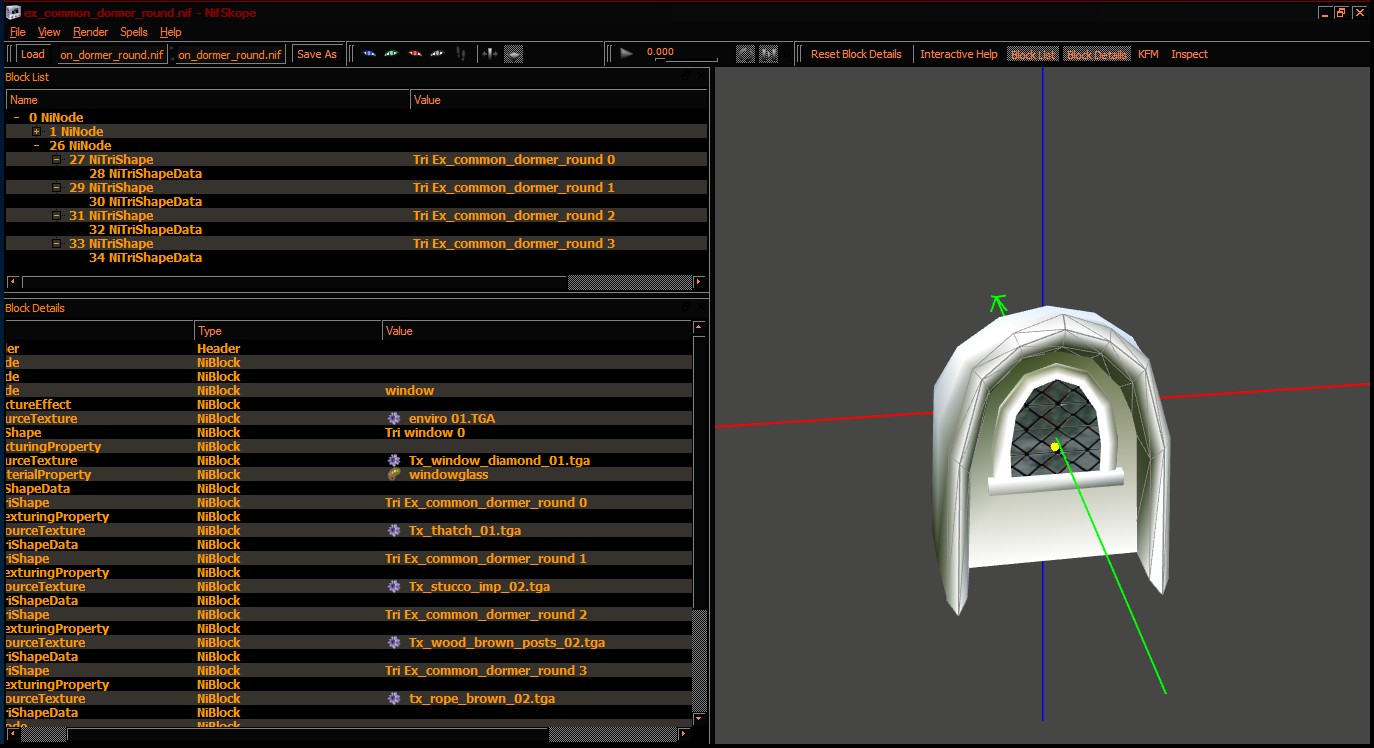 ex_common_dormer_round.nif - NifSkope
File View Render Spells Help
Load on_dormer_round.nif on_dormer_round.nif Save As 0.000 Reset Block Details Interactive Help Block List Block Details KFM Inspect
Block List
Name Value
0 NiNode
1 NiNode
26 NiNode
27 NiTriShape Tri Ex_common_dormer_round 0
28 NiTriShapeData
29 NiTriShape Tri Ex_common_dormer_round 1
30 NiTriShapeData
31 NiTriShape Tri Ex_common_dormer_round 2
32 NiTriShapeData
33 NiTriShape Tri Ex_common_dormer_round 3
34 NiTriShapeData
Block Details
Type Value
er Header
de NiBlock
de NiBlock
de NiBlock window
xtureEffect NiBlock
urceTexture NiBlock enviro 01.TGA
Shape NiBlock Tri window 0
xturingProperty NiBlock
urceTexture NiBlock Tx_window_diamond_01.tga
terialProperty NiBlock windowglass
ShapeData NiBlock
riShape NiBlock Tri Ex_common_dormer_round 0
exturingProperty NiBlock
ourceTexture NiBlock Tx_thatch_01.tga
riShapeData NiBlock
riShape NiBlock Tri Ex_common_dormer_round 1
exturingProperty NiBlock
ourceTexture NiBlock Tx_stucco_imp_02.tga
riShapeData NiBlock
riShape NiBlock Tri Ex_common_dormer_round 2
exturingProperty NiBlock
ourceTexture NiBlock Tx_wood_brown_posts_02.tga
riShapeData NiBlock
riShape NiBlock Tri Ex_common_dormer_round 3
exturingProperty NiBlock
ourceTexture NiBlock tx_rope_brown_02.tga
riShapeData NiBlock
ode NiBlock